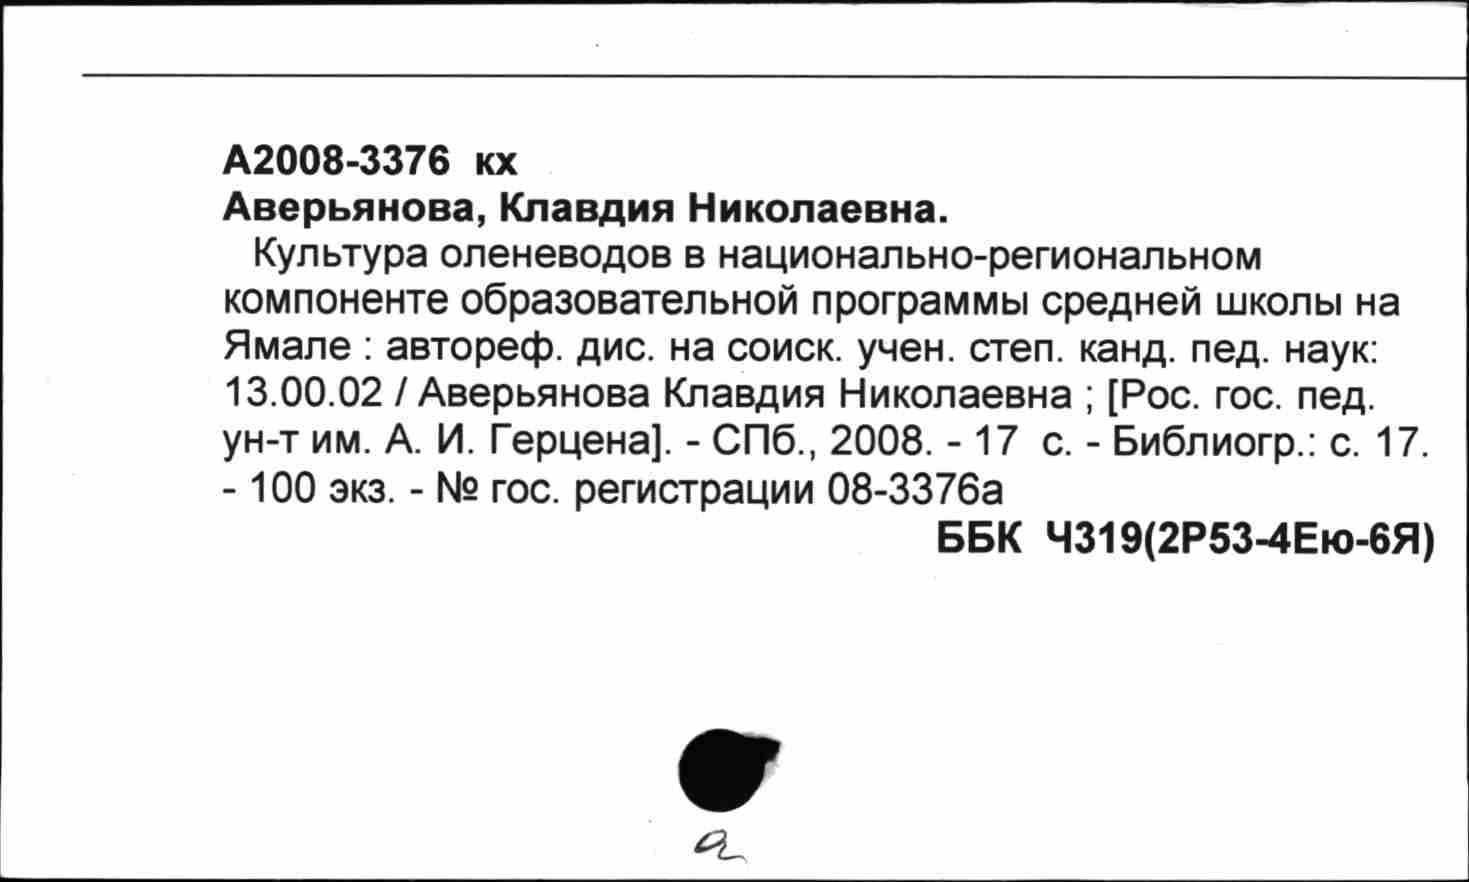 А2008-3376 кх
Аверьянова, Клавдия Николаевна.
Культура оленеводов в национально-региональном
компоненте образовательной программы средней школы на
Ямале : автореф. дис. на соиск. учен. степ. канд. пед. наук:
13.00.02 / Аверьянова Клавдия Николаевна ; [Рос. гос. пед.
ун-т им. А. И. Герцена]. - СПб., 2008. - 17 с. - Библиогр.: с. 17.
- 100 экз. - № гос. регистрации 08-3376а
ББК Ч319(2Р53-4Ею-6Я)
а